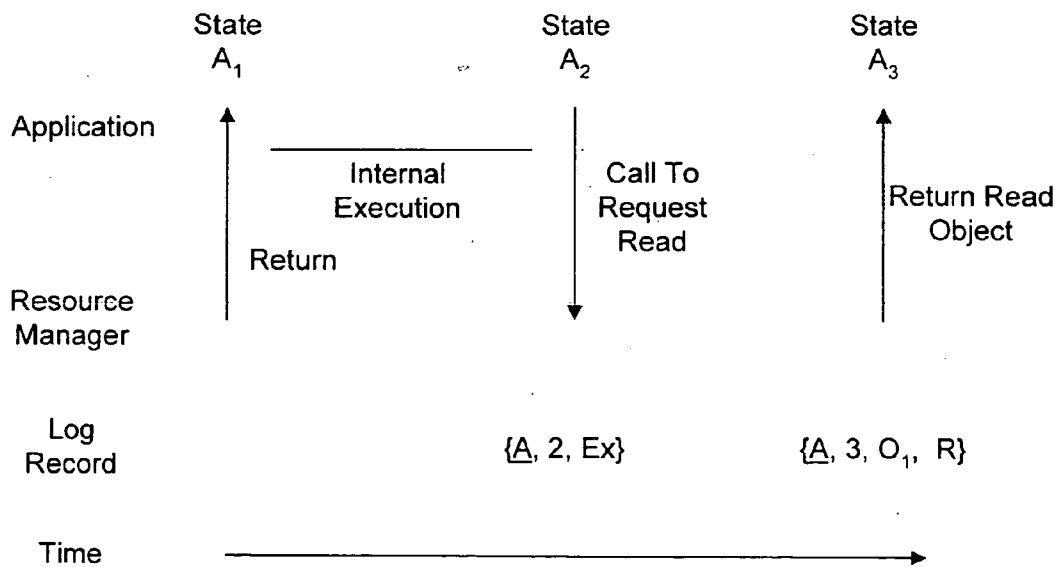 State
A₁
State
A₂
State
A₃
Application
Internal
Execution
Call To
Request
Read
Return Read
Object
Return
Resource
Manager
Log
Record
{A, 2, Ex}
{A, 3, O₁, R}
Time